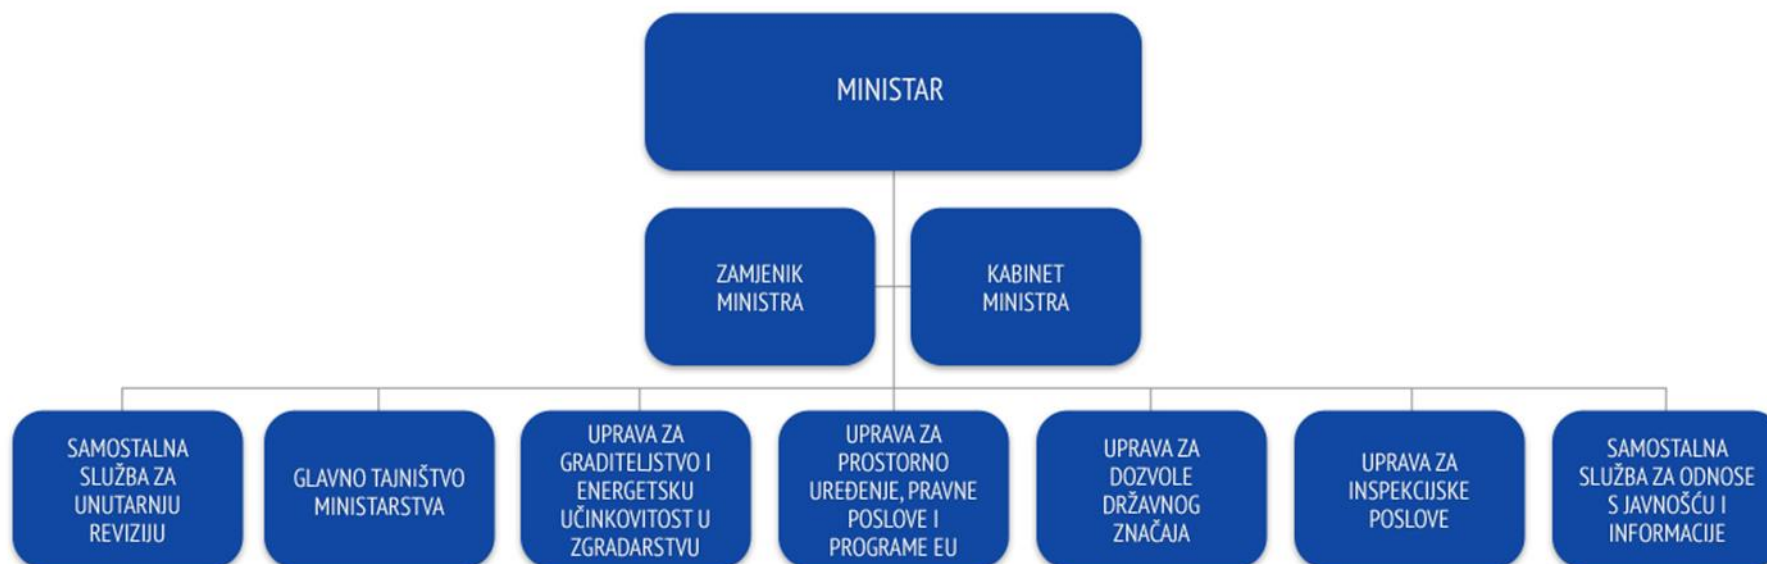 MINISTAR
ZAMJENIK
MINISTRA
KABINET
MINISTRA
SAMOSTALNA
SLUŽBA ZA
UNUTARNJU
REVIZIJU
GLAVNO TAJNIŠTVO
MINISTARSTVA
UPRAVA ZA
GRADITELJSTVO I
ENERGETSKU
UČINKOVITOST U
ZGRADARSTVU
UPRAVA ZA
PROSTORNO
UREĐENJE, PRAVNE
POSLOVE I
PROGRAME EU
UPRAVA ZA
DOZVOLE
DRŽAVNOG
ZNAČAJA
UPRAVA ZA
INSPEKCIJSKE
POSLOVE
SAMOSTALNA
SLUŽBA ZA ODNOSE
S JAVNOŠĆU I
INFORMACIJE